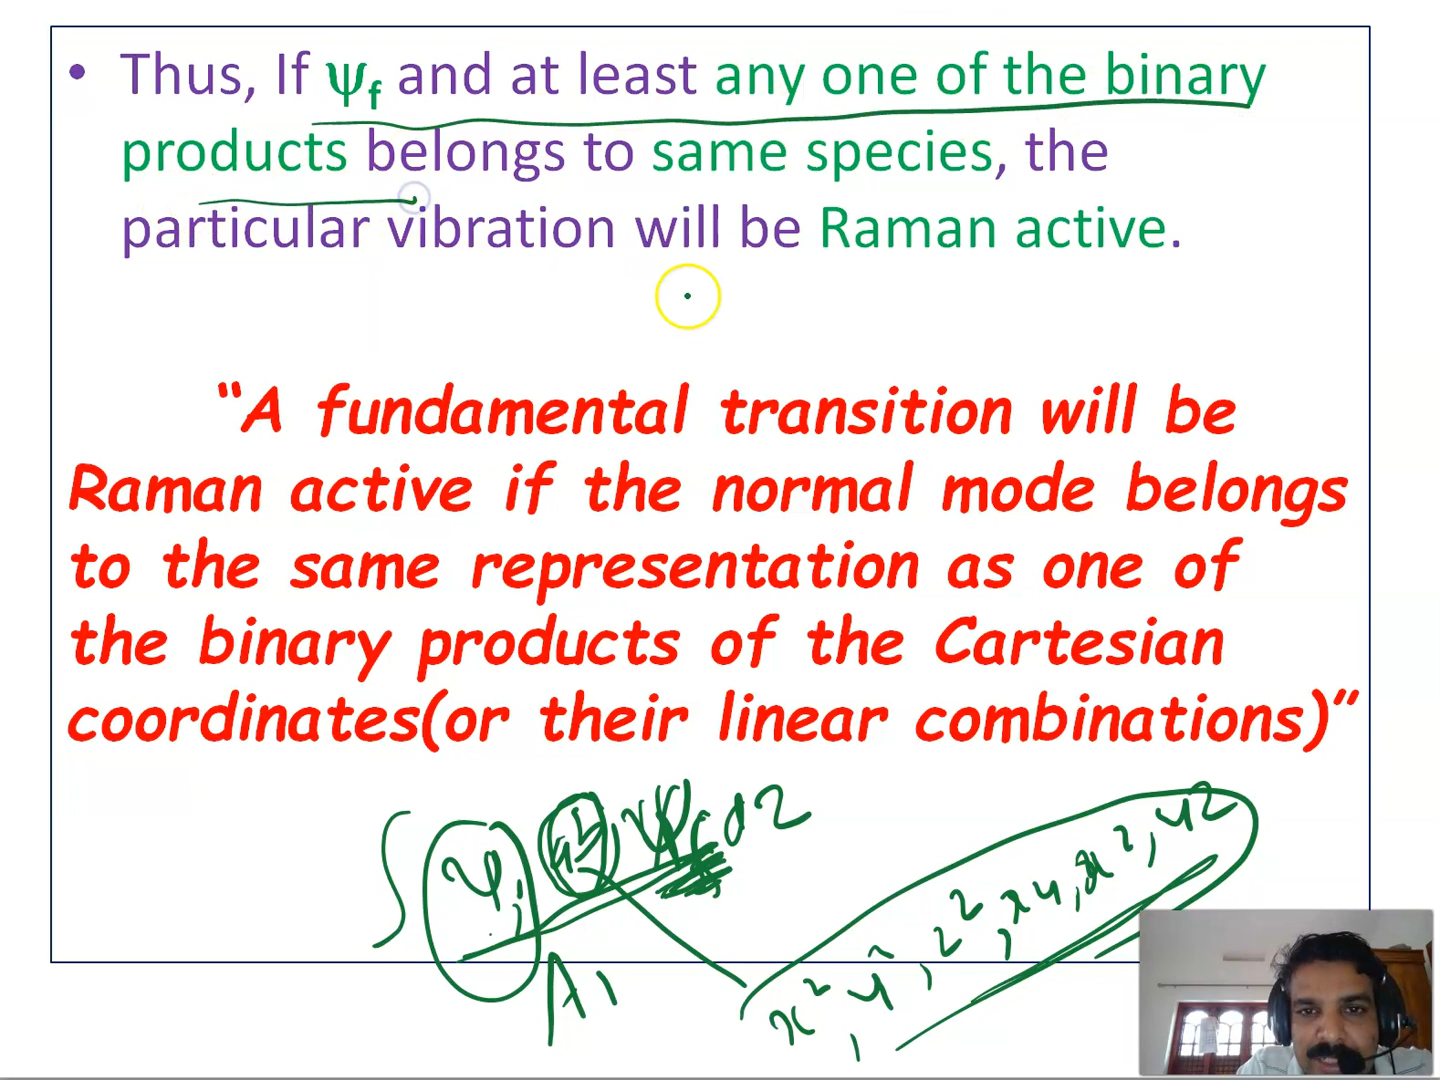 • Thus, If ψf and at least any one of the binary
products belongs to same species, the
particular vibration will be Raman active.
“A fundamental transition will be
Raman active if the normal mode belongs
to the same representation as one of
the binary products of the Cartesian
coordinates(or their linear combinations)”
A1
x², y², z², xy,